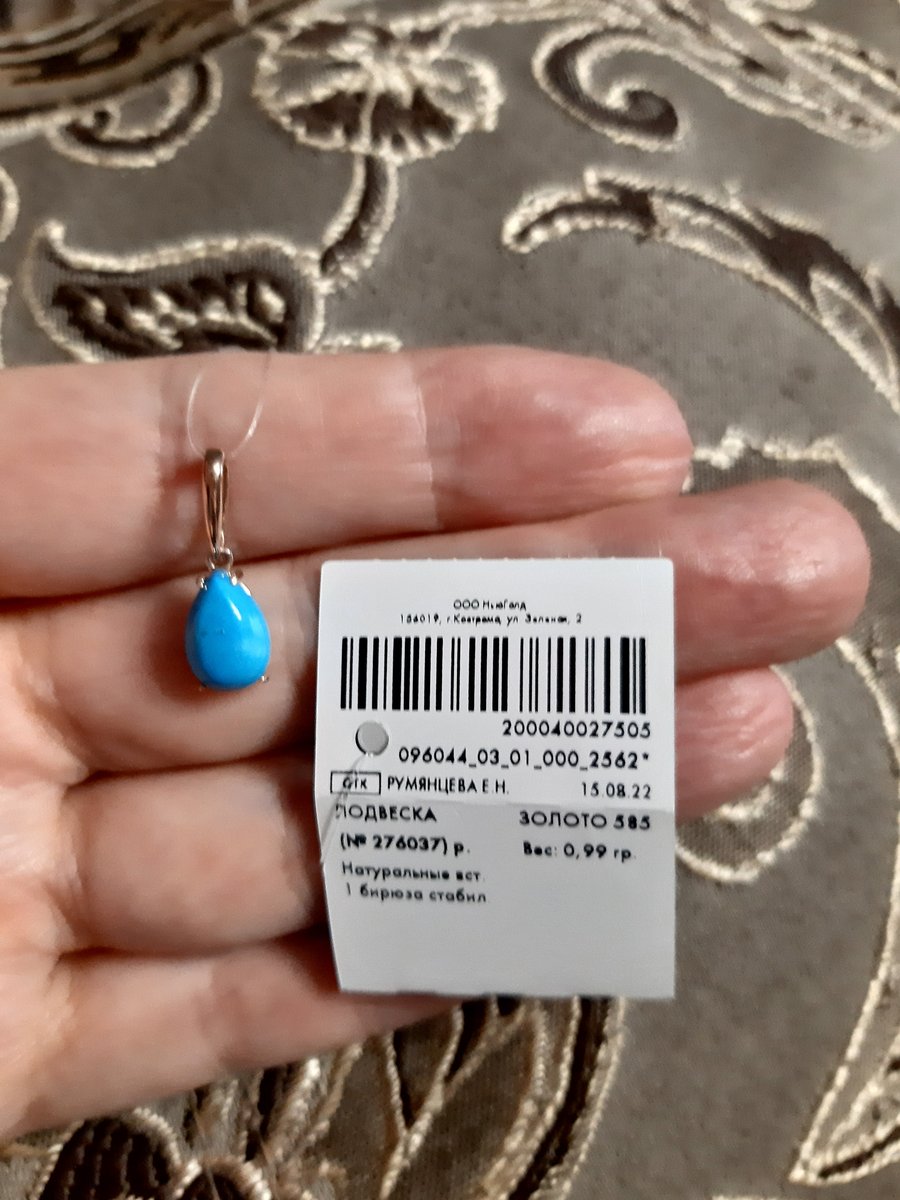 ООО НьюГолд
156019, г.Кострома, ул. Зеленая, 2
200040027505
096044_03_01_000_2562*
ОТК РУМЯНЦЕВА Е.Н. 15.08.22
ПОДВЕСКА ЗОЛОТО 585
(№ 276037) р. Вес: 0,99 гр.
Натуральные вст.
1 бирюза стабил.